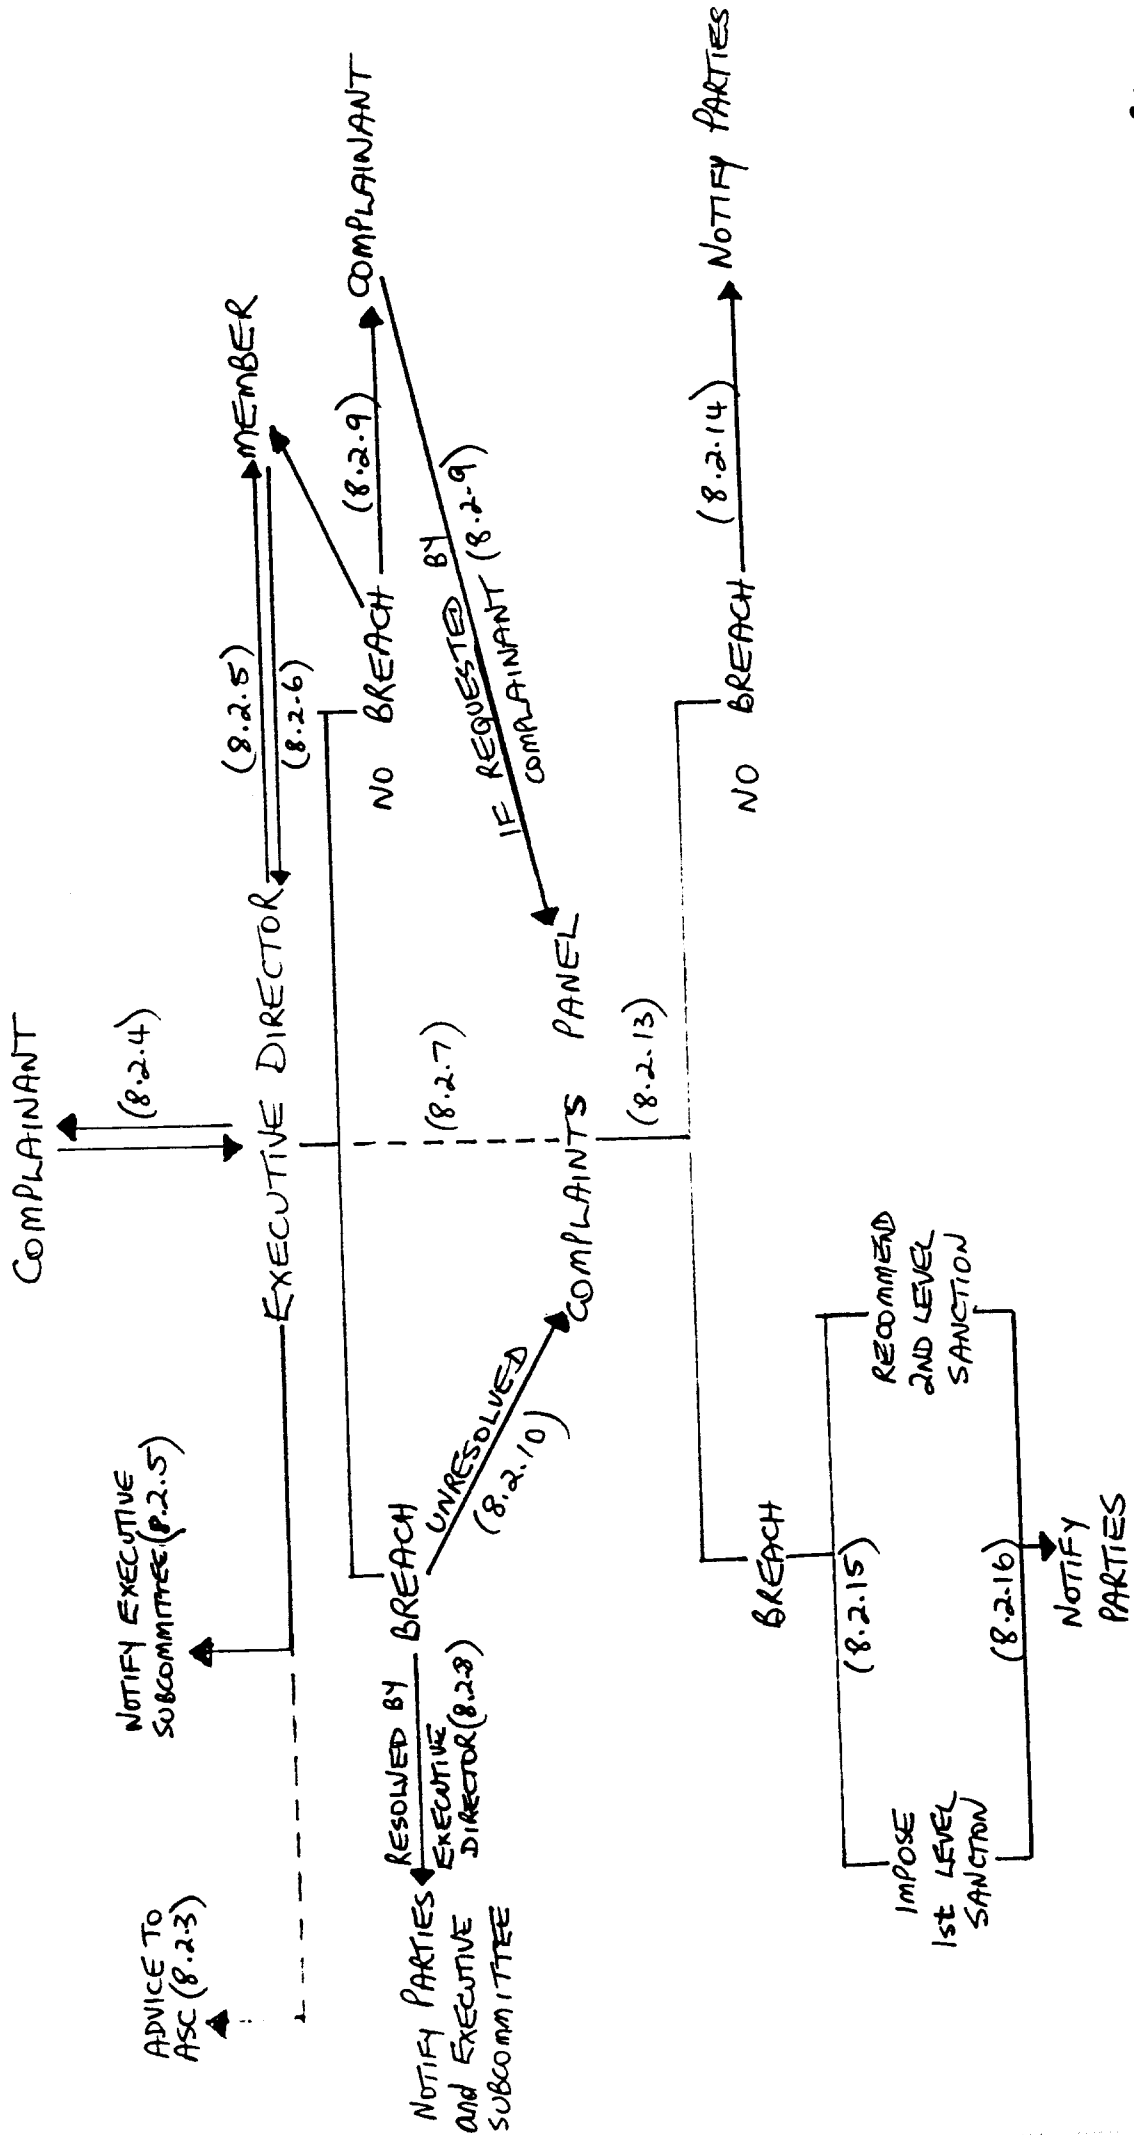 COMPLAINANT
(8.2.4)
ADVICE TO
ASC (8.2.3)
NOTIFY EXECUTIVE
SUBCOMMITTEE (8.2.5)
EXECUTIVE DIRECTOR
(8.2.5)
(8.2.6)
MEMBER
(8.2.7)
BREACH
RESOLVED BY
EXECUTIVE
DIRECTOR (8.2.8)
NOTIFY PARTIES
and EXECUTIVE
SUBCOMMITTEE
UNRESOLVED
(8.2.10)
NO BREACH
(8.2.9)
COMPLAINANT
IF REQUESTED BY
COMPLAINANT (8.2.9)
COMPLAINTS PANEL
(8.2.13)
BREACH
(8.2.15)
IMPOSE
1st LEVEL
SANCTION
RECOMMEND
2ND LEVEL
SANCTION
(8.2.16)
NOTIFY
PARTIES
NO BREACH
(8.2.14)
NOTIFY PARTIES